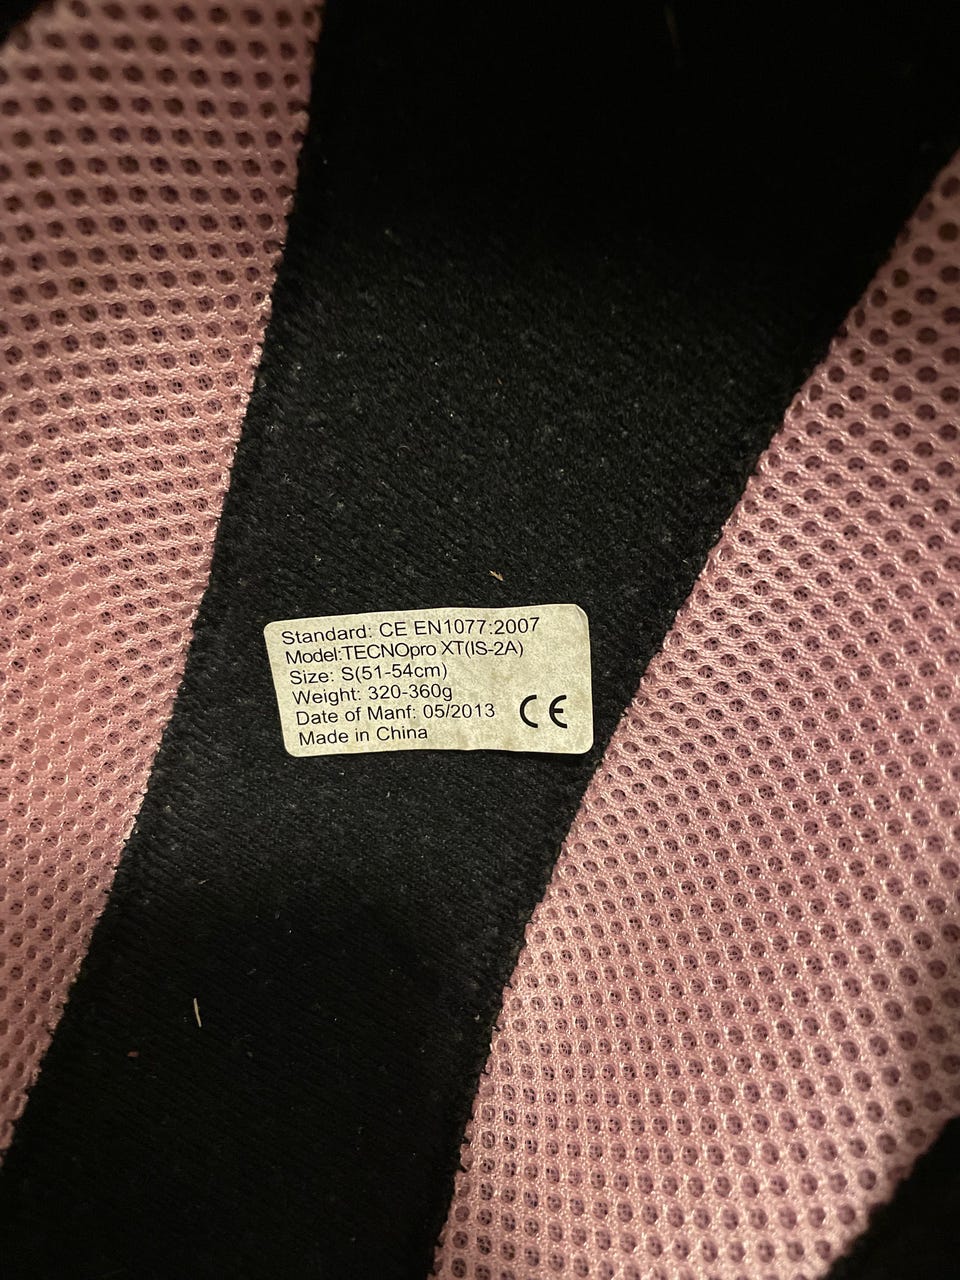 Standard: CE EN1077:2007
Model:TECNOpro XT(IS-2A)
Size: S(51-54cm)
Weight: 320-360g
Date of Manf: 05/2013
Made in China
CE